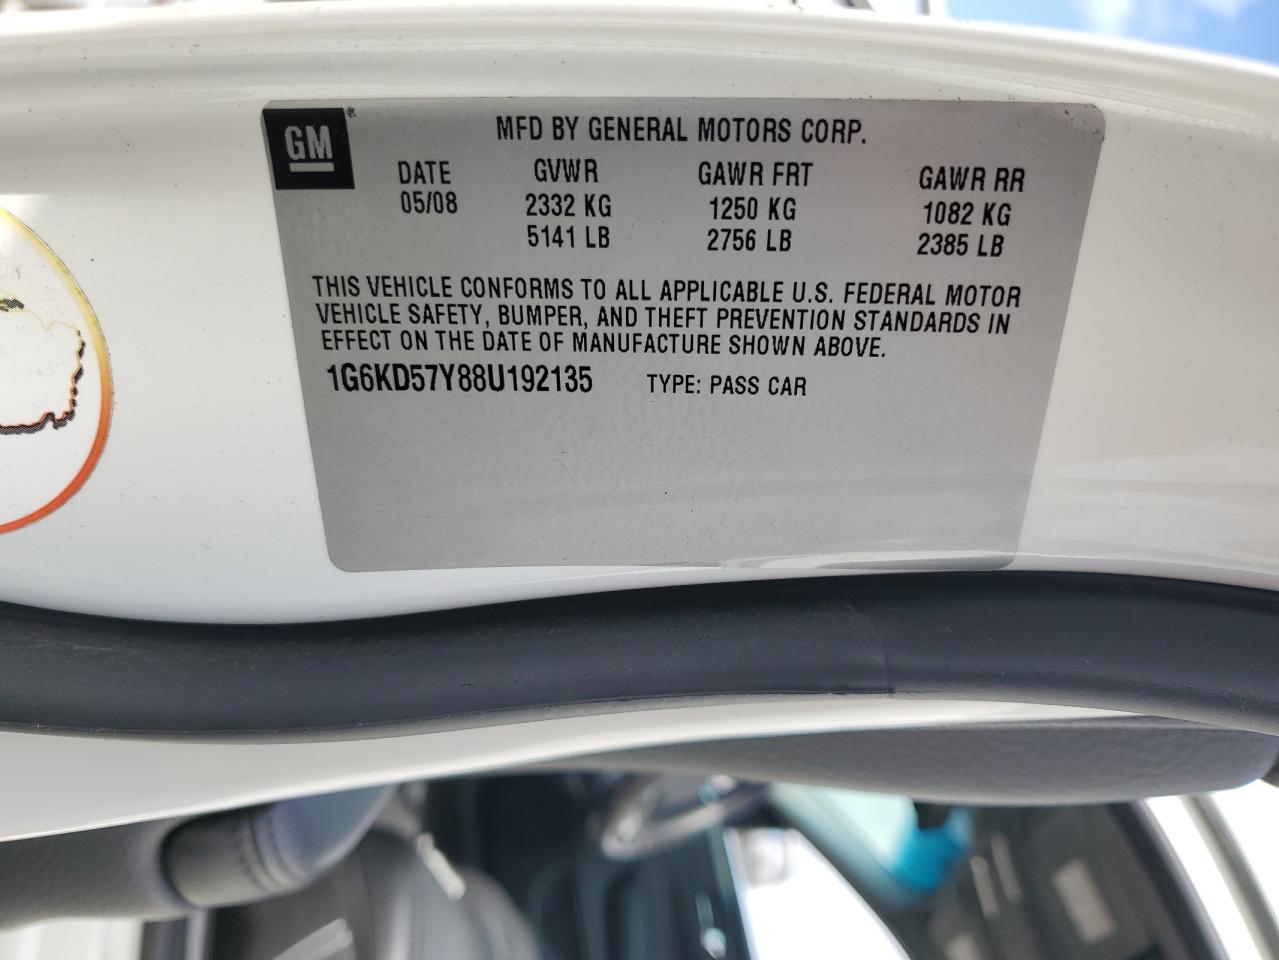 GM®
MFD BY GENERAL MOTORS CORP.
DATE GVWR GAWR FRT GAWR RR
05/08 2332 KG 1250 KG 1082 KG
5141 LB 2756 LB 2385 LB
THIS VEHICLE CONFORMS TO ALL APPLICABLE U.S. FEDERAL MOTOR
VEHICLE SAFETY, BUMPER, AND THEFT PREVENTION STANDARDS IN
EFFECT ON THE DATE OF MANUFACTURE SHOWN ABOVE.
1G6KD57Y88U192135 TYPE: PASS CAR